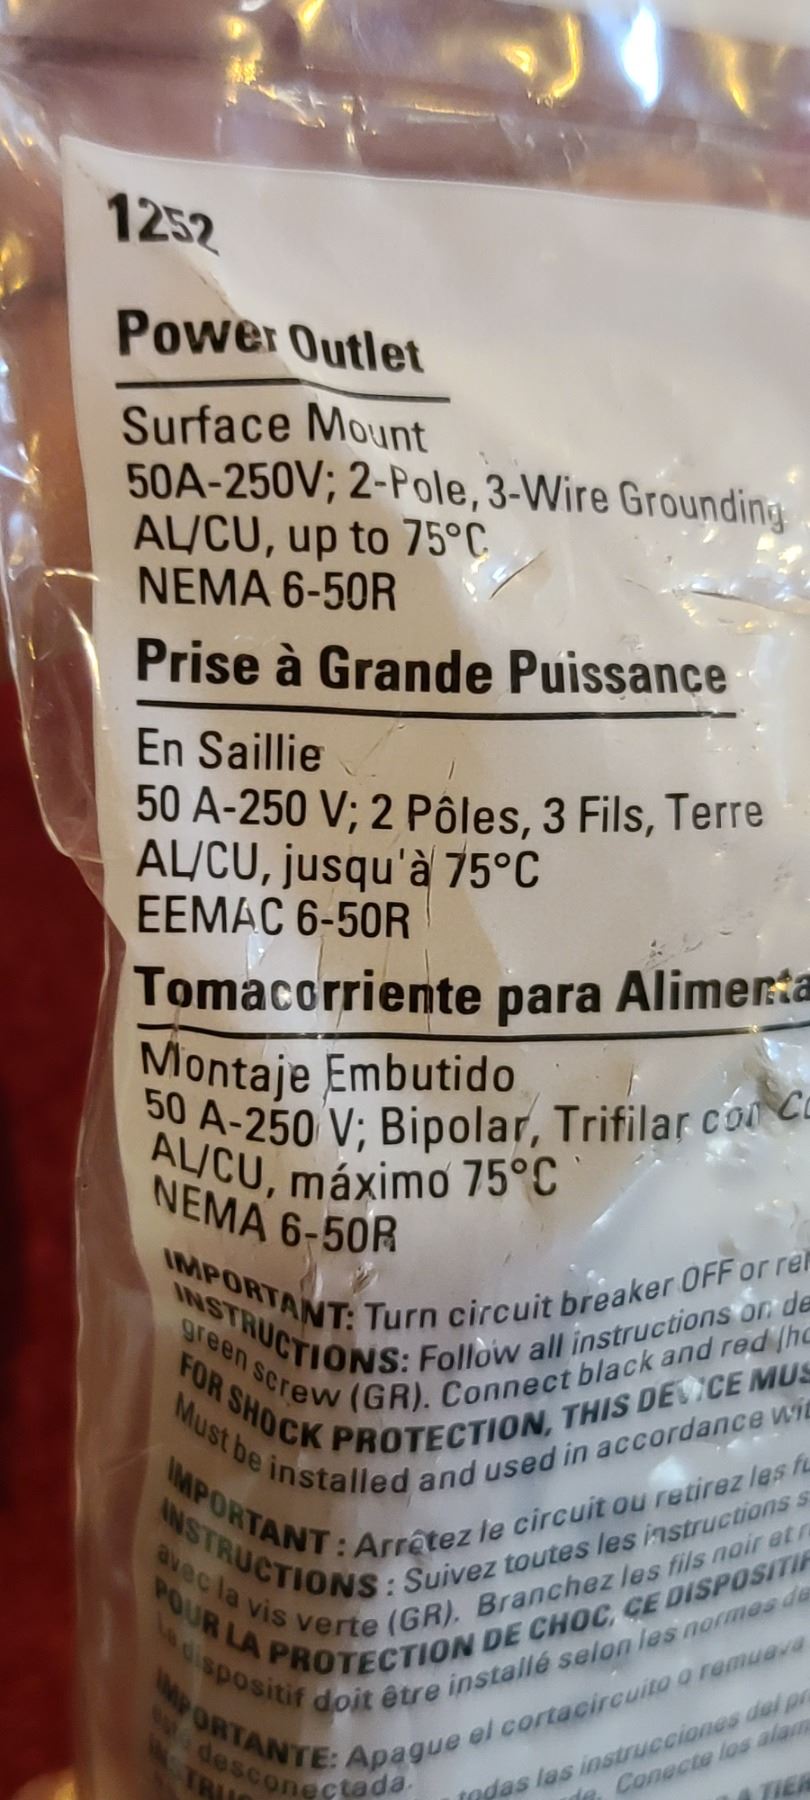 1252
Power Outlet
Surface Mount
50A-250V; 2-Pole, 3-Wire Grounding
AL/CU, up to 75°C
NEMA 6-50R
Prise à Grande Puissance
En Saillie
50 A-250 V; 2 Pôles, 3 Fils, Terre
AL/CU, jusqu'à 75°C
EEMAC 6-50R
Tomacorriente para Alimenta
Montaje Embutido
50 A-250 V; Bipolar, Trifilar con
AL/CU, máximo 75°C
NEMA 6-50R
IMPORTANT: Turn circuit breaker OFF or
INSTRUCTIONS: Follow all instructions on
green screw (GR). Connect black and red
FOR SHOCK PROTECTION, THIS DEVICE
Must be installed and used in accordance
IMPORTANT : Arrêtez le circuit ou retirez les
INSTRUCTIONS : Suivez toutes les instructions
avec la vis verte (GR). Branchez les fils noir et
POUR LA PROTECTION DE CHOC, CE DISPOSITIF
Le dispositif doit être installé selon les normes
IMPORTANTE: Apague el cortacircuito o remueva
está desconectada.
todas las instrucciones del
Conecte los